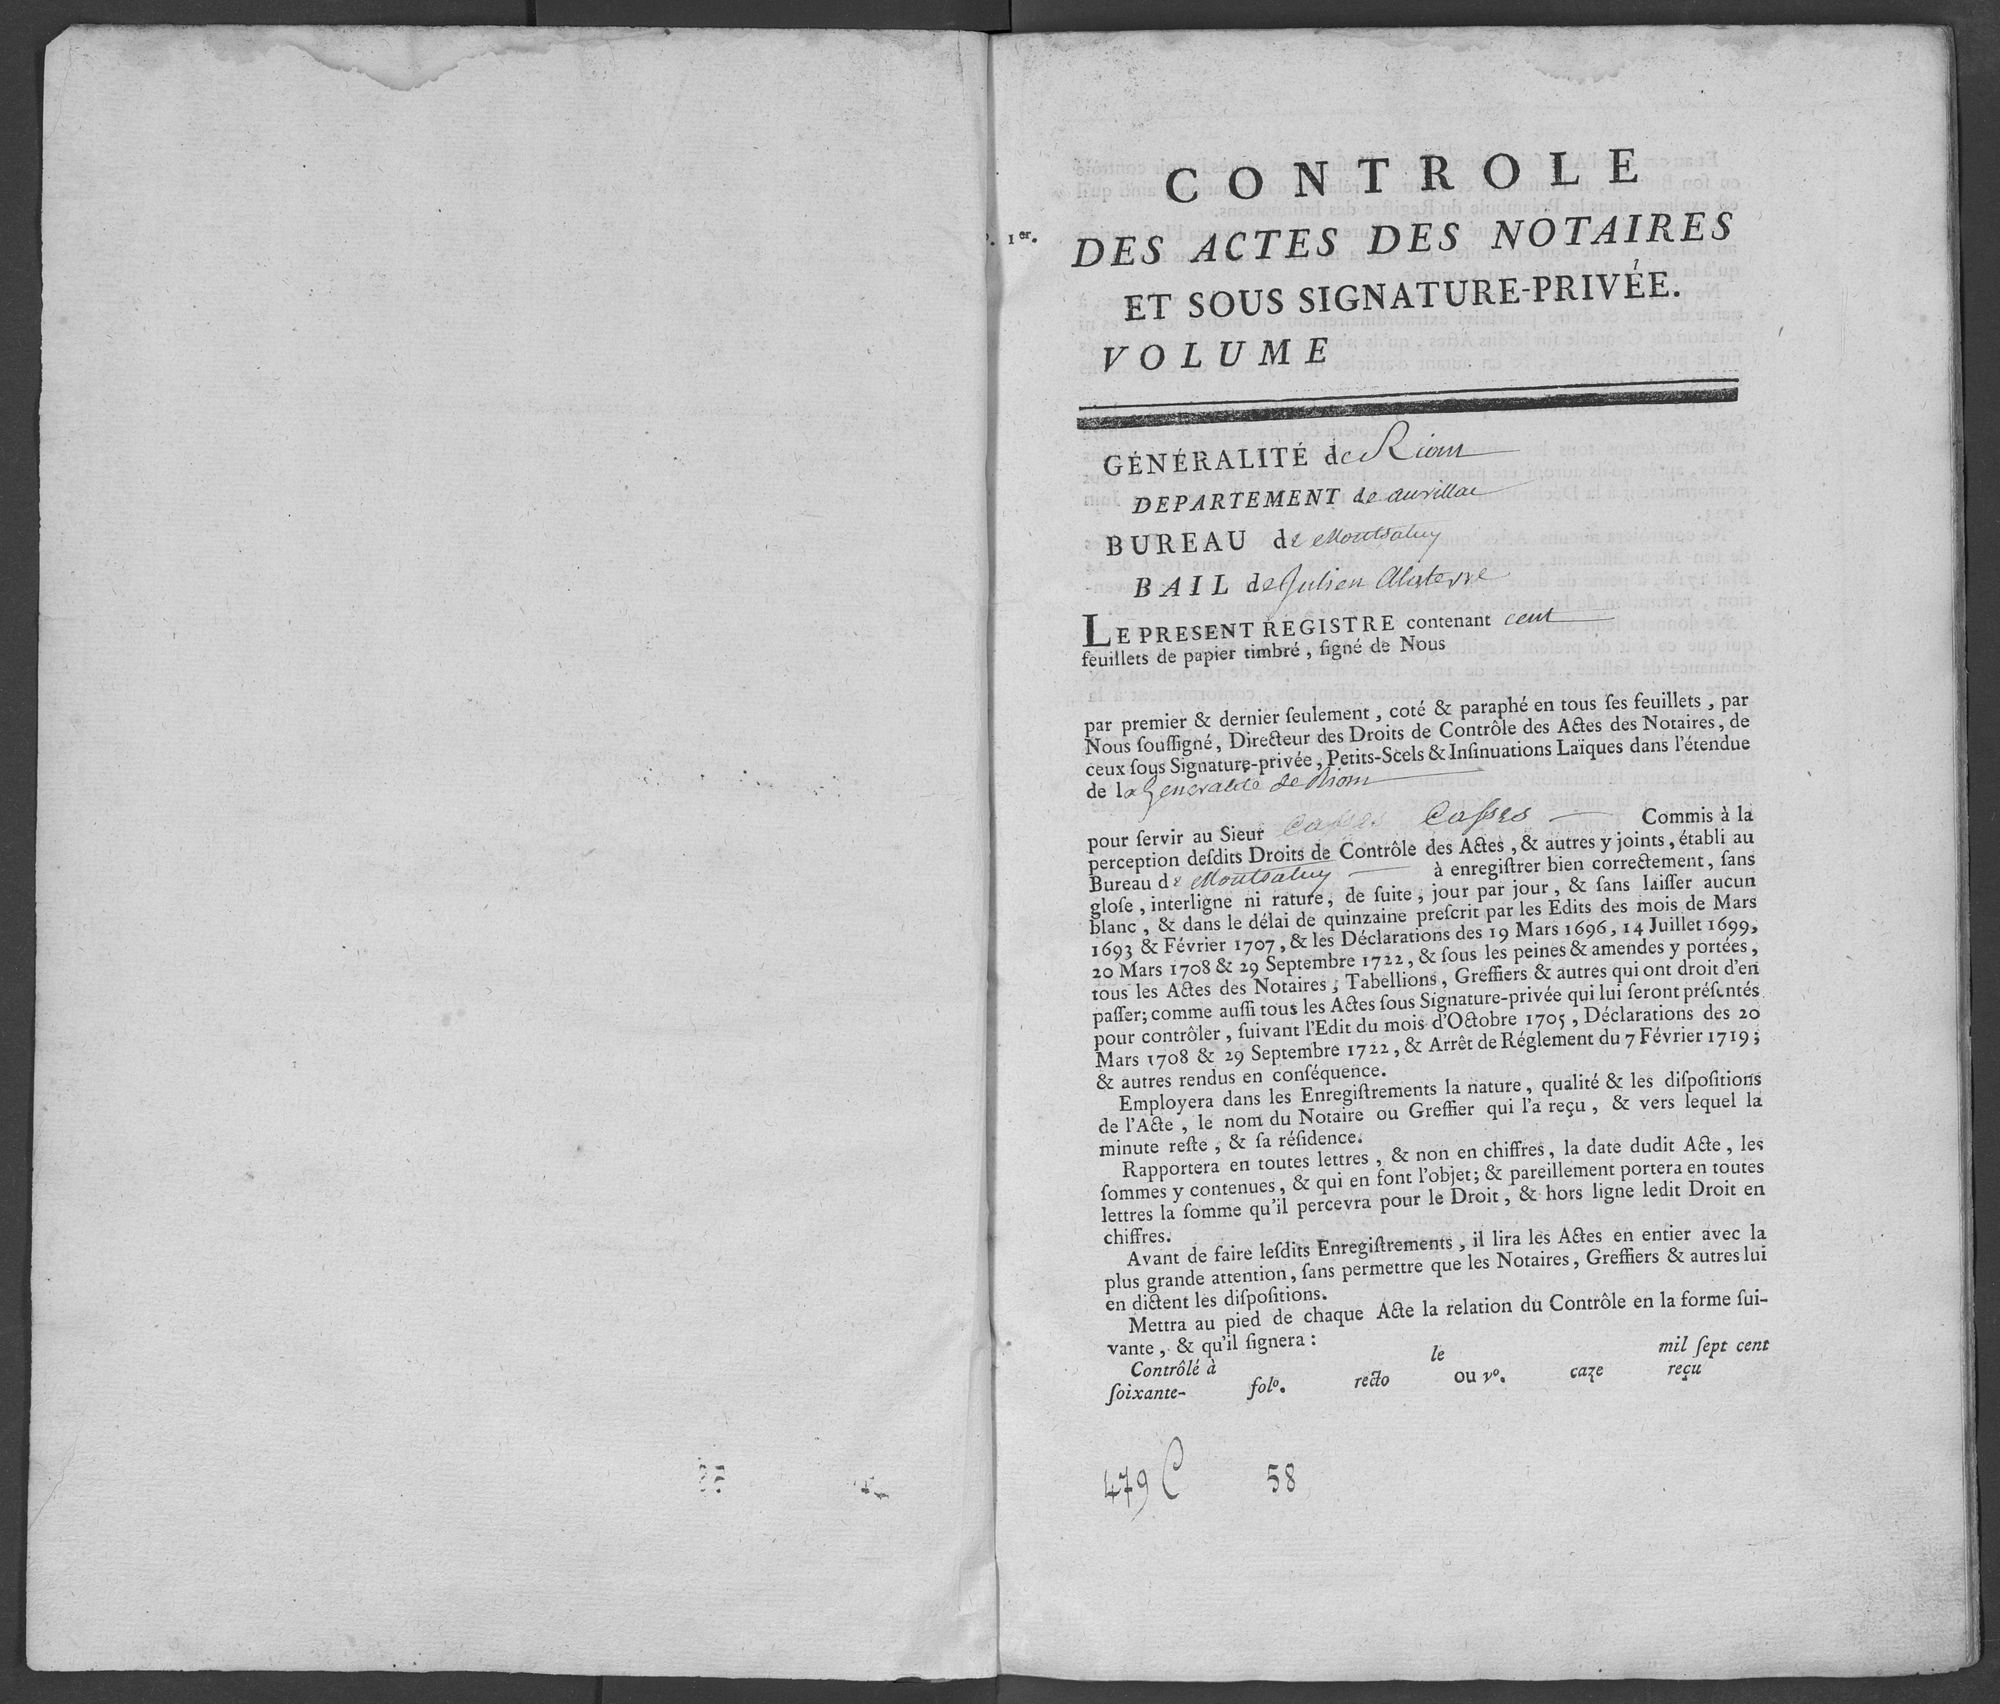 CONTROLE
1er.
DES ACTES DES NOTAIRES
ET SOUS SIGNATURE-PRIVÉE.
VOLUME
GÉNÉRALITÉ de Riom
DEPARTEMENT de aurillac
BUREAU de Montsalvy
BAIL de Julien Alaterre
LE PRESENT REGISTRE contenant cent
feuillets de papier timbré, ſigné de Nous
par premier & dernier ſeulement, coté & paraphé en tous ſes feuillets, par
Nous ſouſſigné, Directeur des Droits de Contrôle des Actes des Notaires, de
ceux ſous Signature-privée, Petits-Scels & Inſinuations Laïques dans l'étendue
de la Generalité de Riom
pour ſervir au Sieur Caſſes Caſſes Commis à la
perception deſdits Droits de Contrôle des Actes, & autres y joints, établi au
Bureau de Montsalvy à enregiſtrer bien correctement, ſans
gloſe, interligne ni rature, de ſuite, jour par jour, & ſans laiſſer aucun
blanc, & dans le délai de quinzaine preſcrit par les Edits des mois de Mars
1693 & Février 1707, & les Déclarations des 19 Mars 1696, 14 Juillet 1699,
20 Mars 1708 & 29 Septembre 1722, & ſous les peines & amendes y portées,
tous les Actes des Notaires, Tabellions, Greffiers & autres qui ont droit d'en
paſſer; comme auſſi tous les Actes ſous Signature-privée qui lui ſeront préſentés
pour contrôler, ſuivant l'Edit du mois d'Octobre 1705, Déclarations des 20
Mars 1708 & 29 Septembre 1722, & Arrêt de Réglement du 7 Février 1719;
& autres rendus en conſéquence.
Employera dans les Enregiſtrements la nature, qualité & les diſpoſitions
de l'Acte, le nom du Notaire ou Greffier qui l'a reçu, & vers lequel la
minute reſte, & ſa réſidence.
Rapportera en toutes lettres, & non en chiffres, la date dudit Acte, les
ſommes y contenues, & qui en font l'objet; & pareillement portera en toutes
lettres la ſomme qu'il percevra pour le Droit, & hors ligne ledit Droit en
chiffres.
Avant de faire leſdits Enregiſtrements, il lira les Actes en entier avec la
plus grande attention, ſans permettre que les Notaires, Greffiers & autres lui
en dictent les diſpoſitions.
Mettra au pied de chaque Acte la relation du Contrôle en la forme ſui-
vante, & qu'il ſignera:
Contrôlé à le mil ſept cent
ſoixante- folo. recto ou vo. caze reçu
479 C 58